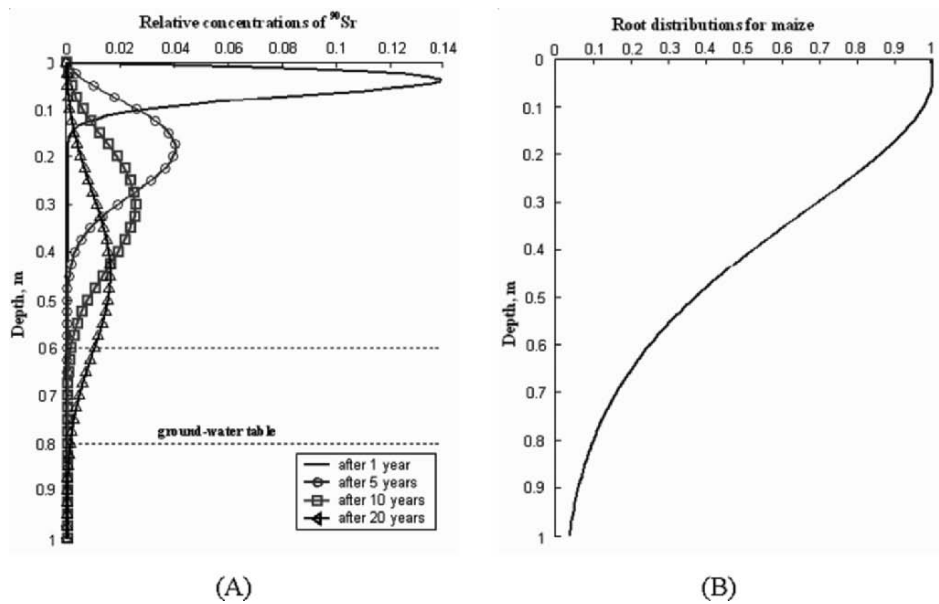 (A)
Relative concentrations of ⁹⁰Sr
0 0.02 0.04 0.06 0.08 0.1 0.12 0.14
0.1
0.2
0.3
0.4
0.5
0.6
0.7
0.8
0.9
1
Depth, m
ground-water table
after 1 year
after 5 years
after 10 years
after 20 years
(A)
(B)
Root distributions for maize
0.1 0.2 0.3 0.4 0.5 0.6 0.7 0.8 0.9 1
0
0.1
0.2
0.3
0.4
0.5
0.6
0.7
0.8
0.9
1
Depth, m
(B)